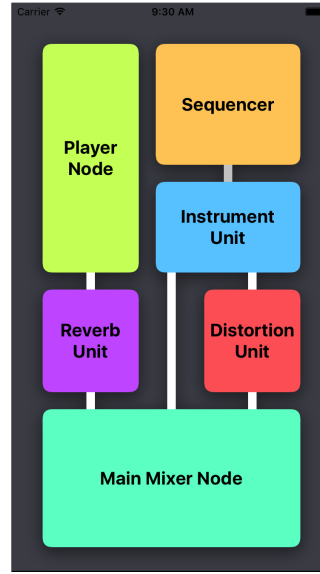 Carrier 9:30 AM
Player
Node
Sequencer
Instrument
Unit
Reverb
Unit
Distortion
Unit
Main Mixer Node